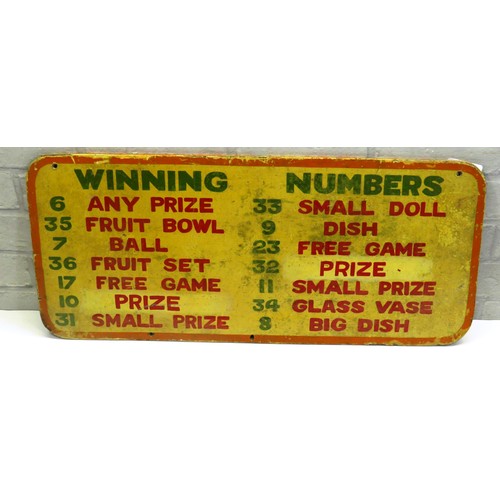 WINNING NUMBERS
6 ANY PRIZE 33 SMALL DOLL
35 FRUIT BOWL 9 DISH
7 BALL 23 FREE GAME
36 FRUIT SET 32 PRIZE
17 FREE GAME 11 SMALL PRIZE
10 PRIZE 34 GLASS VASE
31 SMALL PRIZE 8 BIG DISH